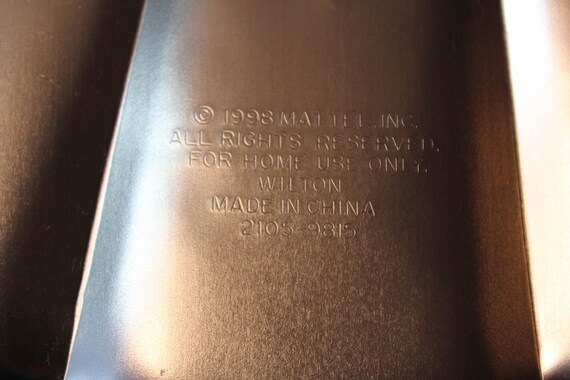 © 1998 MATTEL, INC.
ALL RIGHTS RESERVED.
FOR HOME USE ONLY.
WILTON
MADE IN CHINA
2105-9815